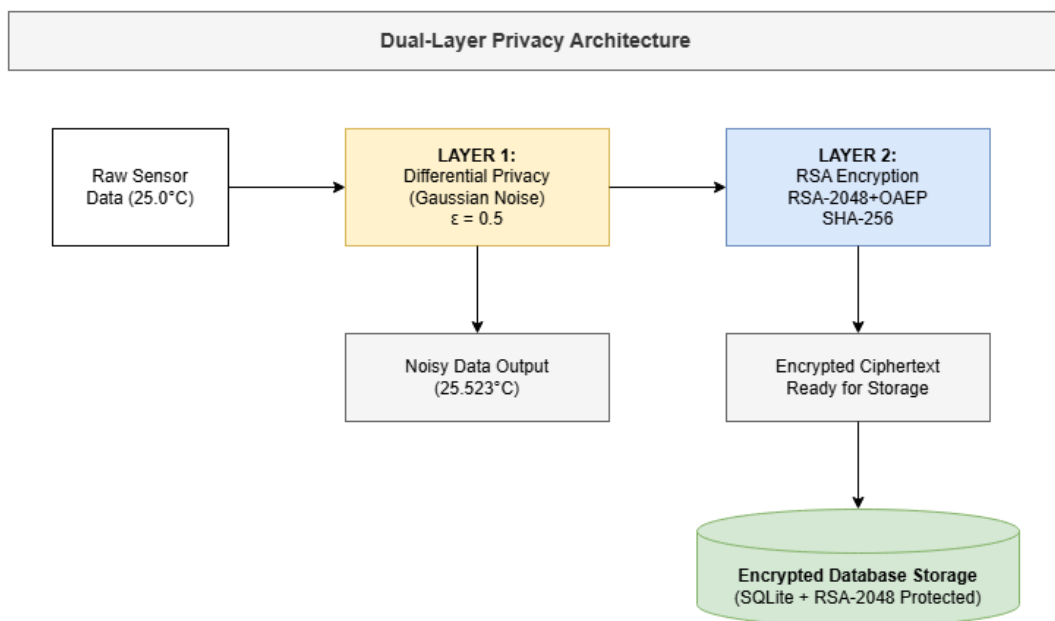 Dual-Layer Privacy Architecture
Raw Sensor
Data (25.0°C)
LAYER 1:
Differential Privacy
(Gaussian Noise)
ε = 0.5
LAYER 2:
RSA Encryption
RSA-2048+OAEP
SHA-256
Noisy Data Output
(25.523°C)
Encrypted Ciphertext
Ready for Storage
Encrypted Database Storage
(SQLite + RSA-2048 Protected)